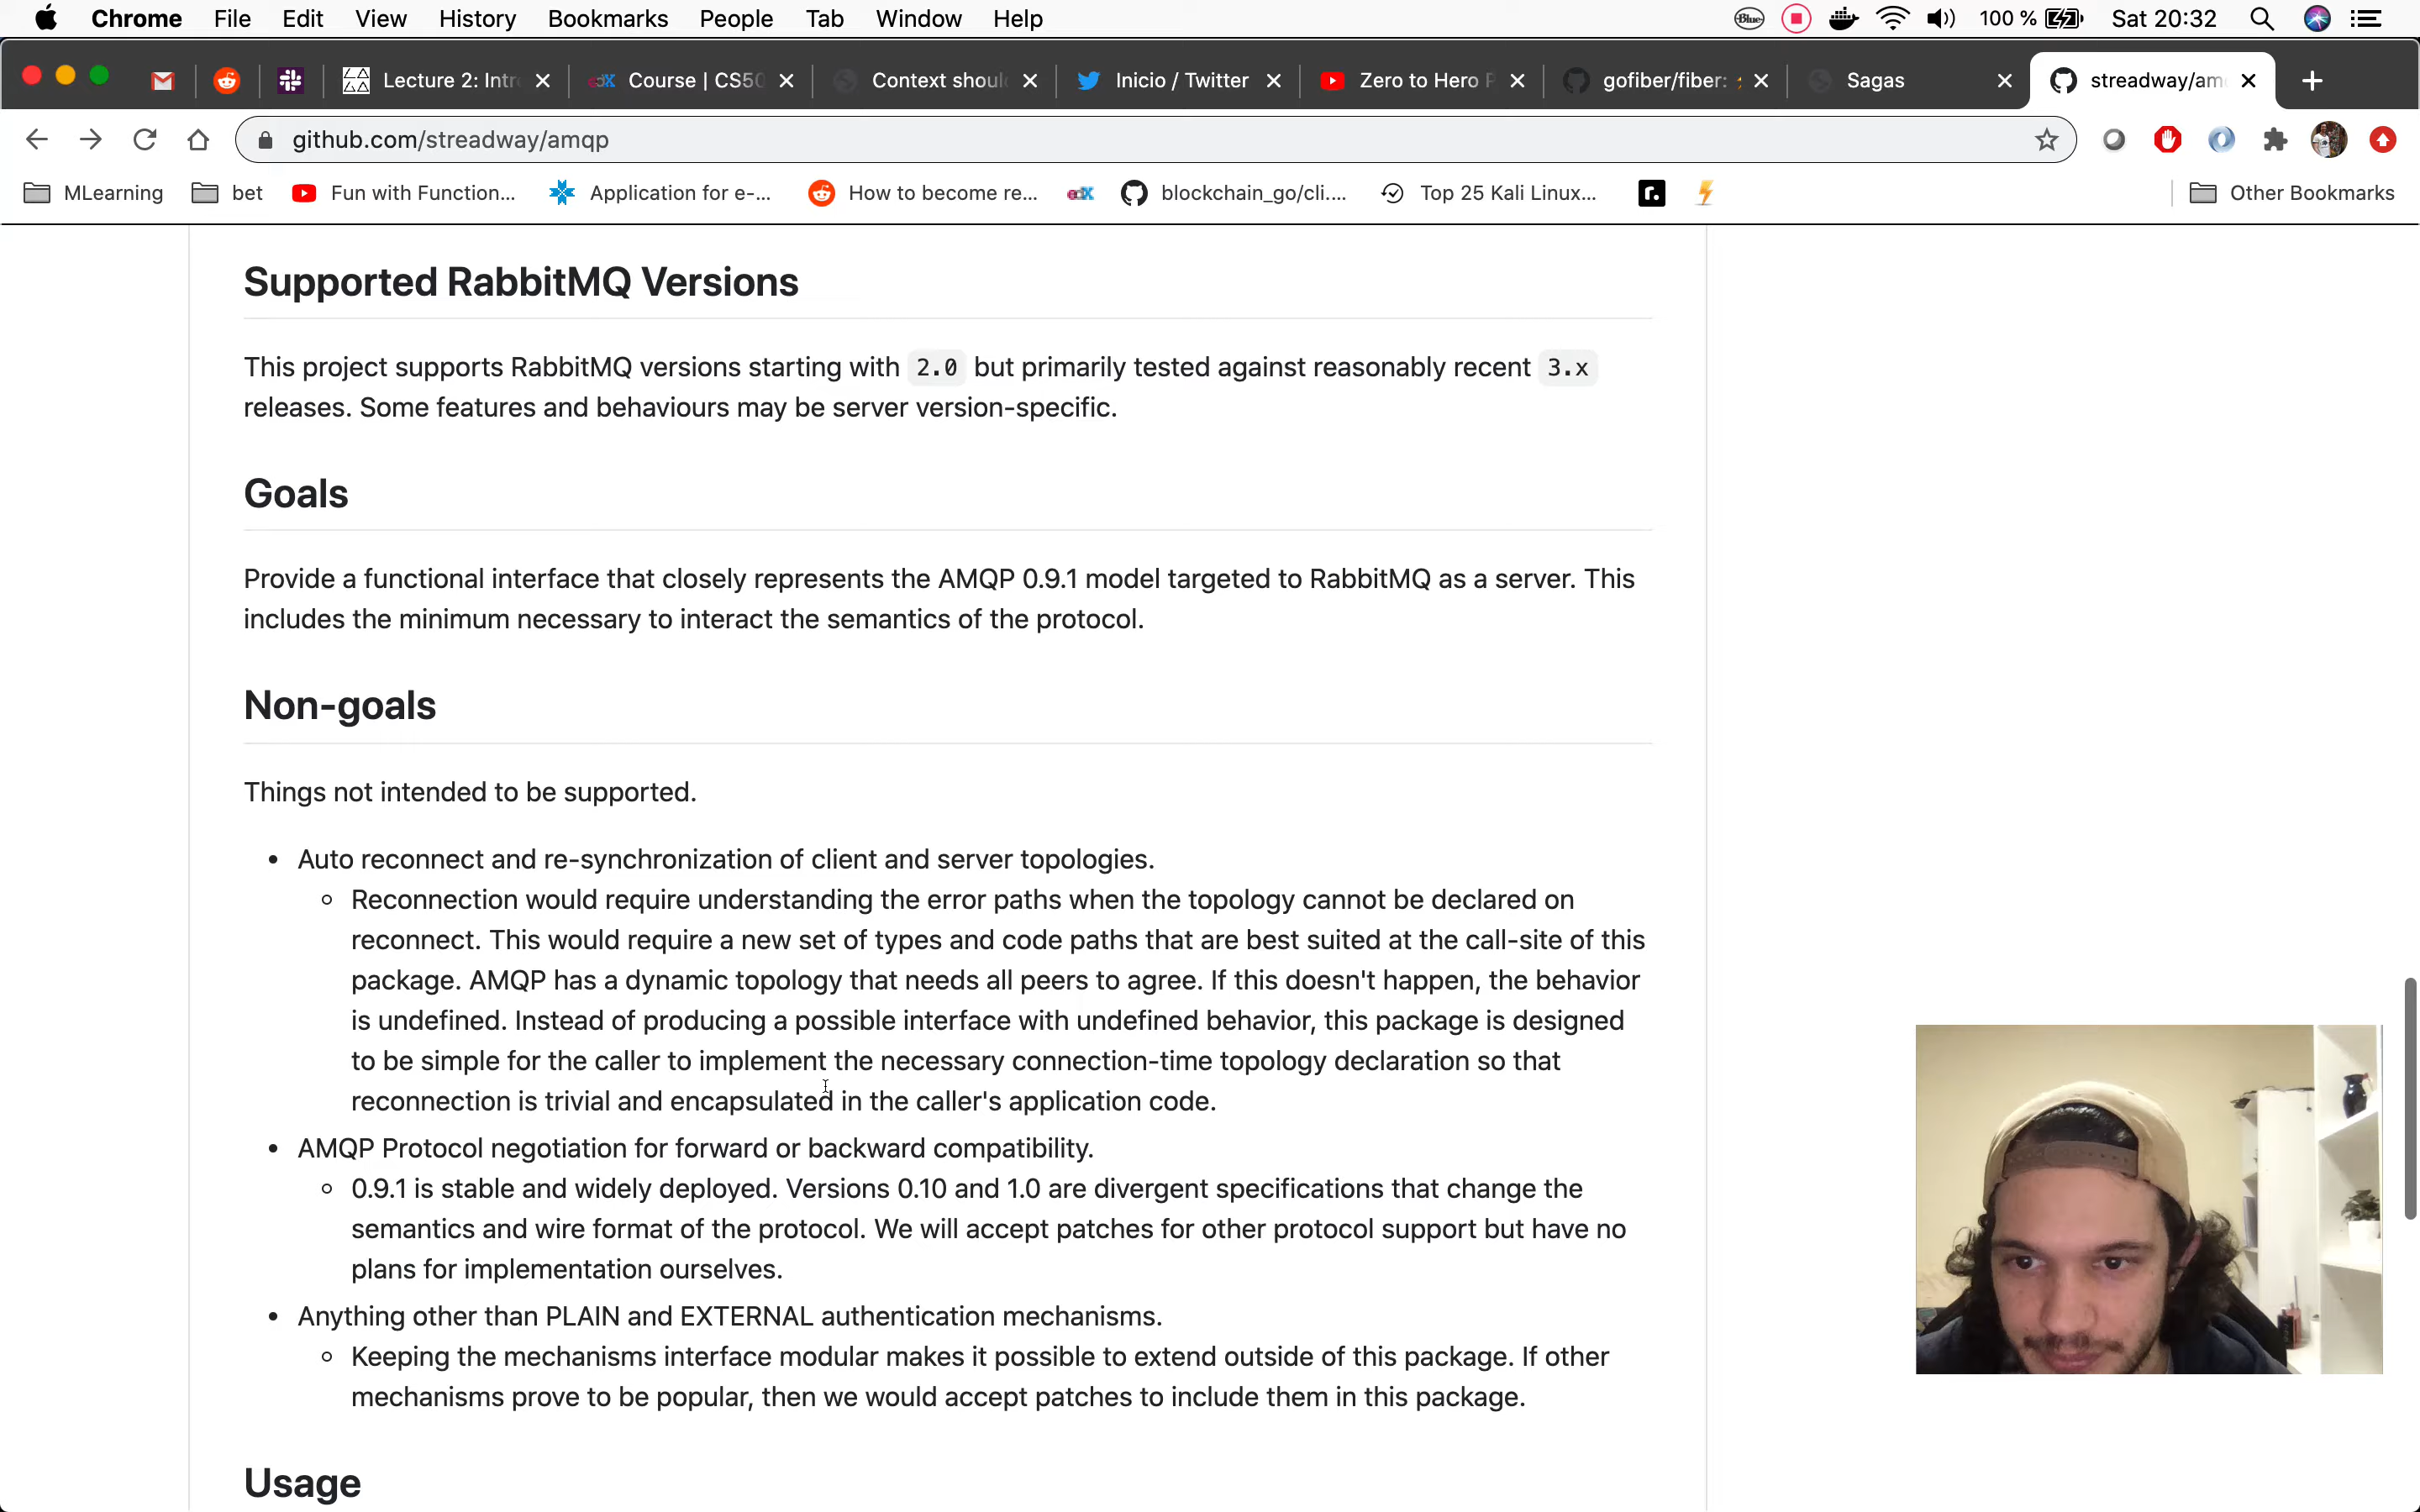 Chrome File Edit View History Bookmarks People Tab Window Help Blue 100 % Sat 20:32
Lecture 2: Intr edX Course | CS50 Context shoul Inicio / Twitter Zero to Hero P gofiber/fiber: Sagas streadway/am
github.com/streadway/amqp
MLearning bet Fun with Function... Application for e-... How to become re... edX blockchain_go/cli.... Top 25 Kali Linux... r. Other Bookmarks
Supported RabbitMQ Versions
This project supports RabbitMQ versions starting with 2.0 but primarily tested against reasonably recent 3.x
releases. Some features and behaviours may be server version-specific.
Goals
Provide a functional interface that closely represents the AMQP 0.9.1 model targeted to RabbitMQ as a server. This
includes the minimum necessary to interact the semantics of the protocol.
Non-goals
Things not intended to be supported.
• Auto reconnect and re-synchronization of client and server topologies.
◦ Reconnection would require understanding the error paths when the topology cannot be declared on
reconnect. This would require a new set of types and code paths that are best suited at the call-site of this
package. AMQP has a dynamic topology that needs all peers to agree. If this doesn't happen, the behavior
is undefined. Instead of producing a possible interface with undefined behavior, this package is designed
to be simple for the caller to implement the necessary connection-time topology declaration so that
reconnection is trivial and encapsulated in the caller's application code.
• AMQP Protocol negotiation for forward or backward compatibility.
◦ 0.9.1 is stable and widely deployed. Versions 0.10 and 1.0 are divergent specifications that change the
semantics and wire format of the protocol. We will accept patches for other protocol support but have no
plans for implementation ourselves.
• Anything other than PLAIN and EXTERNAL authentication mechanisms.
◦ Keeping the mechanisms interface modular makes it possible to extend outside of this package. If other
mechanisms prove to be popular, then we would accept patches to include them in this package.
Usage